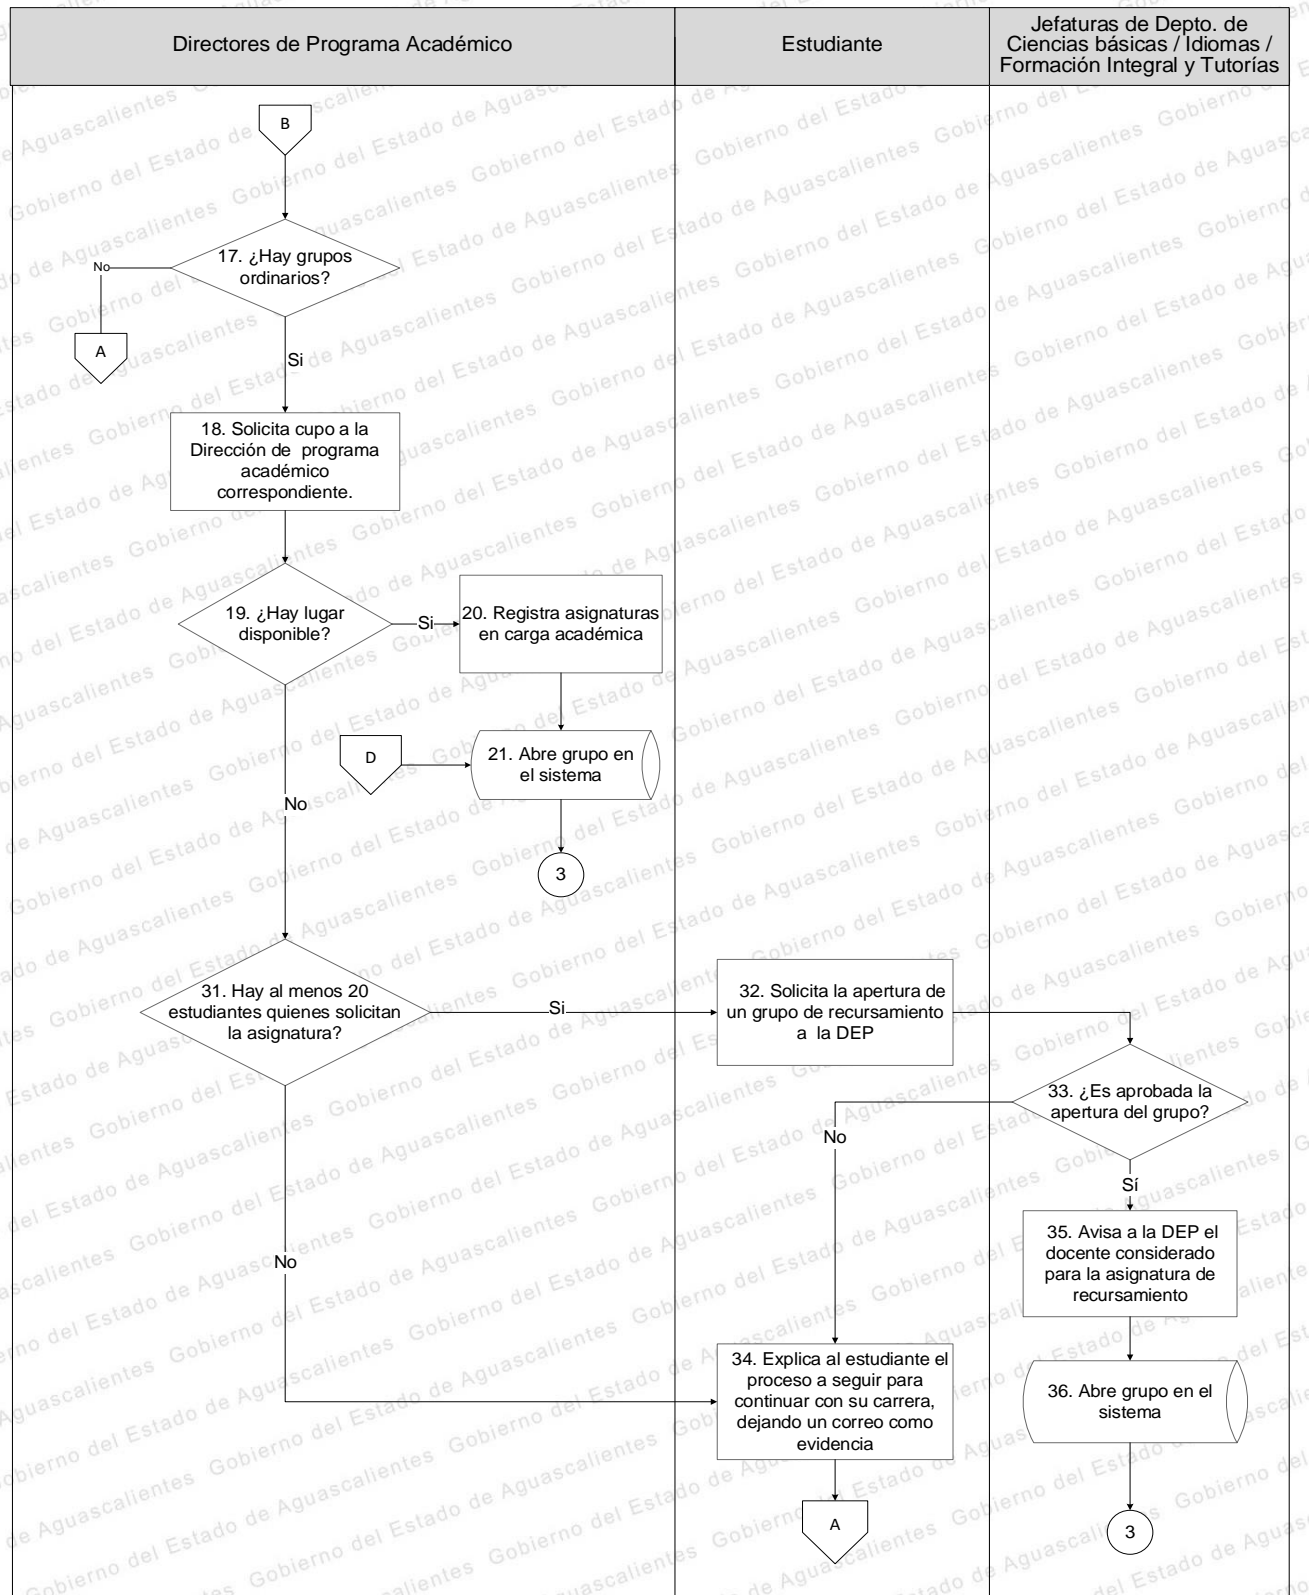 Directores de Programa Académico
Estudiante
Jefaturas de Depto. de
Ciencias básicas / Idiomas /
Formación Integral y Tutorías
B
17. ¿Hay grupos
ordinarios?
No
A
Si
18. Solicita cupo a la
Dirección de programa
académico
correspondiente.
19. ¿Hay lugar
disponible?
Si
20. Registra asignaturas
en carga académica
D
21. Abre grupo en
el sistema
No
3
31. Hay al menos 20
estudiantes quienes solicitan
la asignatura?
Si
32. Solicita la apertura de
un grupo de recursamiento
a la DEP
33. ¿Es aprobada la
apertura del grupo?
No
Sí
35. Avisa a la DEP el
docente considerado
para la asignatura de
recursamiento
No
34. Explica al estudiante el
proceso a seguir para
continuar con su carrera,
dejando un correo como
evidencia
36. Abre grupo en el
sistema
A
3
Gobierno del Estado de Aguascalientes